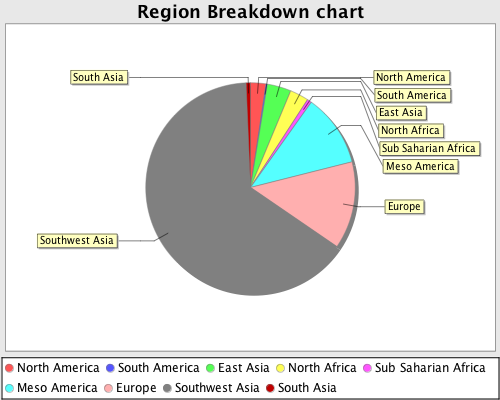 Region Breakdown chart
South Asia
North America
South America
East Asia
North Africa
Sub Saharian Africa
Meso America
Europe
Southwest Asia
North America South America East Asia North Africa Sub Saharian Africa
Meso America Europe Southwest Asia South Asia